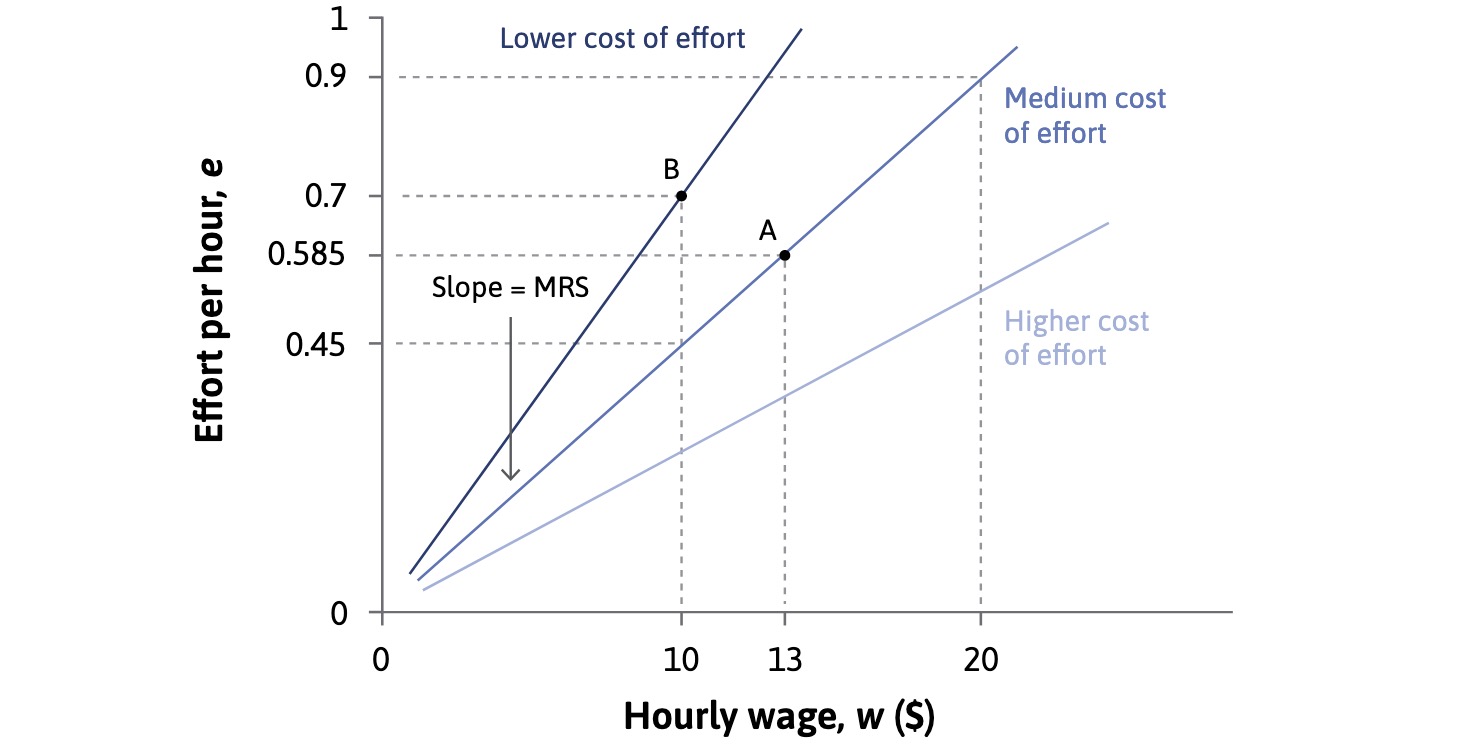 1
Lower cost of effort
0.9
Medium cost
of effort
B
0.7
A
0.585
Slope = MRS
Higher cost
of effort
0.45
Effort per hour, e
0
0
10
13
20
Hourly wage, w ($)